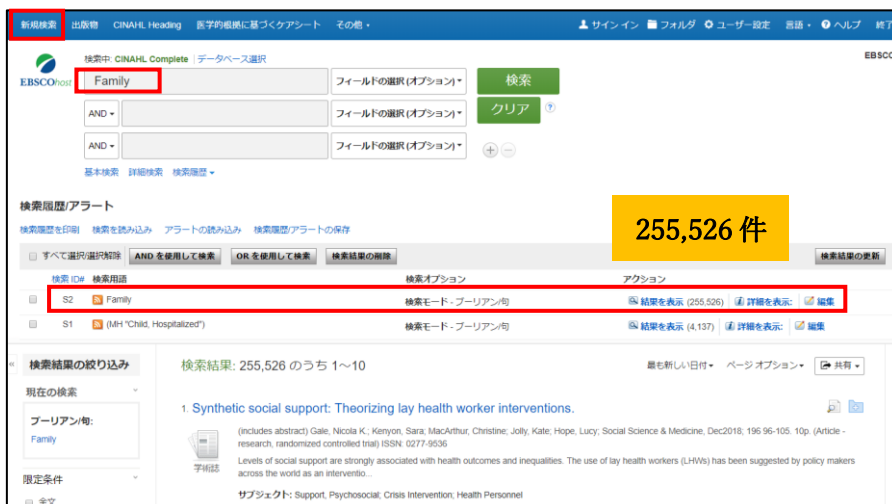 新規検索 出版物 CINAHL Heading 医学的根拠に基づくケアシート その他 サインイン フォルダ ユーザー設定 言語 ヘルプ 終了
検索中: CINAHL Complete データベース選択 EBSCO
EBSCOhost Family フィールドの選択 (オプション) 検索
AND フィールドの選択 (オプション) クリア ?
AND フィールドの選択 (オプション)
基本検索 詳細検索 検索履歴
検索履歴/アラート
255,526 件
検索履歴を印刷 検索を読み込み アラートの読み込み 検索履歴/アラートの保存
すべて選択/選択解除 AND を使用して検索 OR を使用して検索 検索結果の削除 検索結果の更新
検索 ID# 検索用語 検索オプション アクション
S2 Family 検索モード - ブーリアン/句 結果を表示 (255,526) 詳細を表示: 編集
S1 (MH "Child, Hospitalized") 検索モード - ブーリアン/句 結果を表示 (4,137) 詳細を表示: 編集
« 検索結果の絞り込み 検索結果: 255,526 のうち 1～10 最も新しい日付 ページ オプション 共有
現在の検索
ブーリアン/句:
Family
限定条件
全文
1. Synthetic social support: Theorizing lay health worker interventions.
(includes abstract) Gale, Nicola K.; Kenyon, Sara; MacArthur, Christine; Jolly, Kate; Hope, Lucy; Social Science & Medicine, Dec2018; 196 96-105. 10p. (Article -
research, randomized controlled trial) ISSN: 0277-9536
学術誌
Levels of social support are strongly associated with health outcomes and inequalities. The use of lay health workers (LHWs) has been suggested by policy makers
across the world as an interventio...
サブジェクト: Support, Psychosocial; Crisis Intervention; Health Personnel